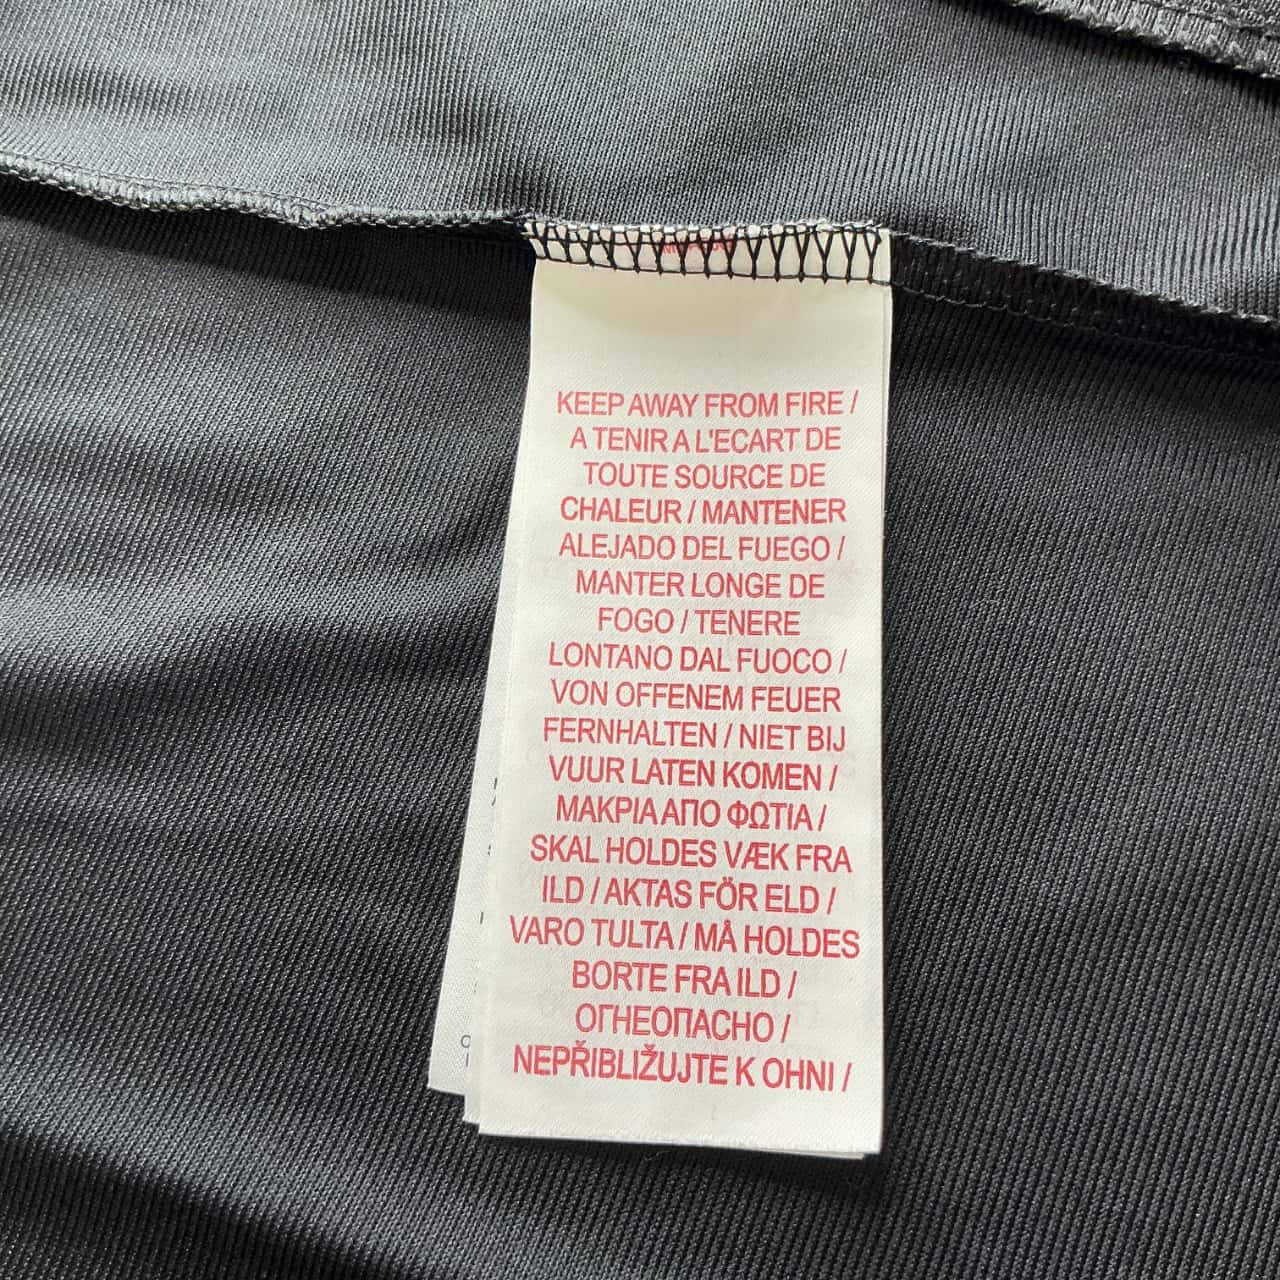 KEEP AWAY FROM FIRE /
A TENIR A L'ECART DE
TOUTE SOURCE DE
CHALEUR / MANTENER
ALEJADO DEL FUEGO /
MANTER LONGE DE
FOGO / TENERE
LONTANO DAL FUOCO /
VON OFFENEM FEUER
FERNHALTEN / NIET BIJ
VUUR LATEN KOMEN /
ΜΑΚΡΙΑ ΑΠΟ ΦΩΤΙΑ /
SKAL HOLDES VÆK FRA
ILD / AKTAS FÖR ELD /
VARO TULTA / MÅ HOLDES
BORTE FRA ILD /
ОГНЕОПАСНО /
NEPŘIBLIŽUJTE K OHNI /